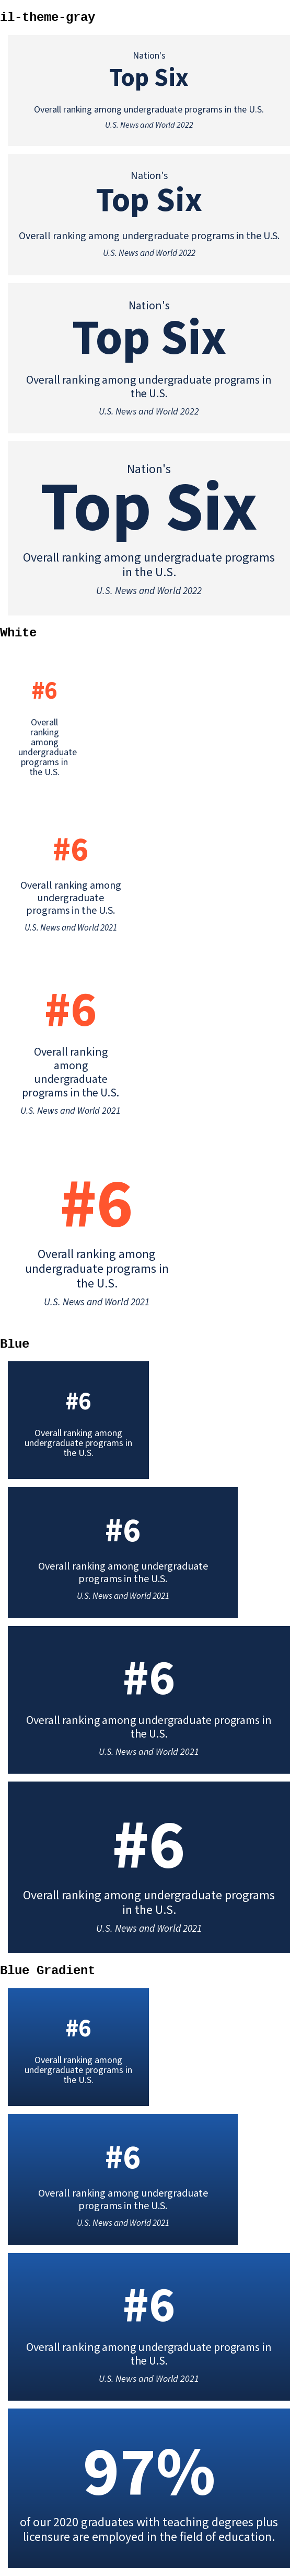 il-theme-gray
Nation's
Top Six
Overall ranking among undergraduate programs in the U.S.
U.S. News and World 2022
Nation's
Top Six
Overall ranking among undergraduate programs in the U.S.
U.S. News and World 2022
Nation's
Top Six
Overall ranking among undergraduate programs in
the U.S.
U.S. News and World 2022
Nation's
Top Six
Overall ranking among undergraduate programs
in the U.S.
U.S. News and World 2022
White
#6
Overall
ranking
among
undergraduate
programs in
the U.S.
#6
Overall ranking among
undergraduate
programs in the U.S.
U.S. News and World 2021
#6
Overall ranking
among
undergraduate
programs in the U.S.
U.S. News and World 2021
#6
Overall ranking among
undergraduate programs in
the U.S.
U.S. News and World 2021
Blue
#6
Overall ranking among
undergraduate programs in
the U.S.
#6
Overall ranking among undergraduate
programs in the U.S.
U.S. News and World 2021
#6
Overall ranking among undergraduate programs in
the U.S.
U.S. News and World 2021
#6
Overall ranking among undergraduate programs
in the U.S.
U.S. News and World 2021
Blue Gradient
#6
Overall ranking among
undergraduate programs in
the U.S.
#6
Overall ranking among undergraduate
programs in the U.S.
U.S. News and World 2021
#6
Overall ranking among undergraduate programs in
the U.S.
U.S. News and World 2021
97%
of our 2020 graduates with teaching degrees plus
licensure are employed in the field of education.